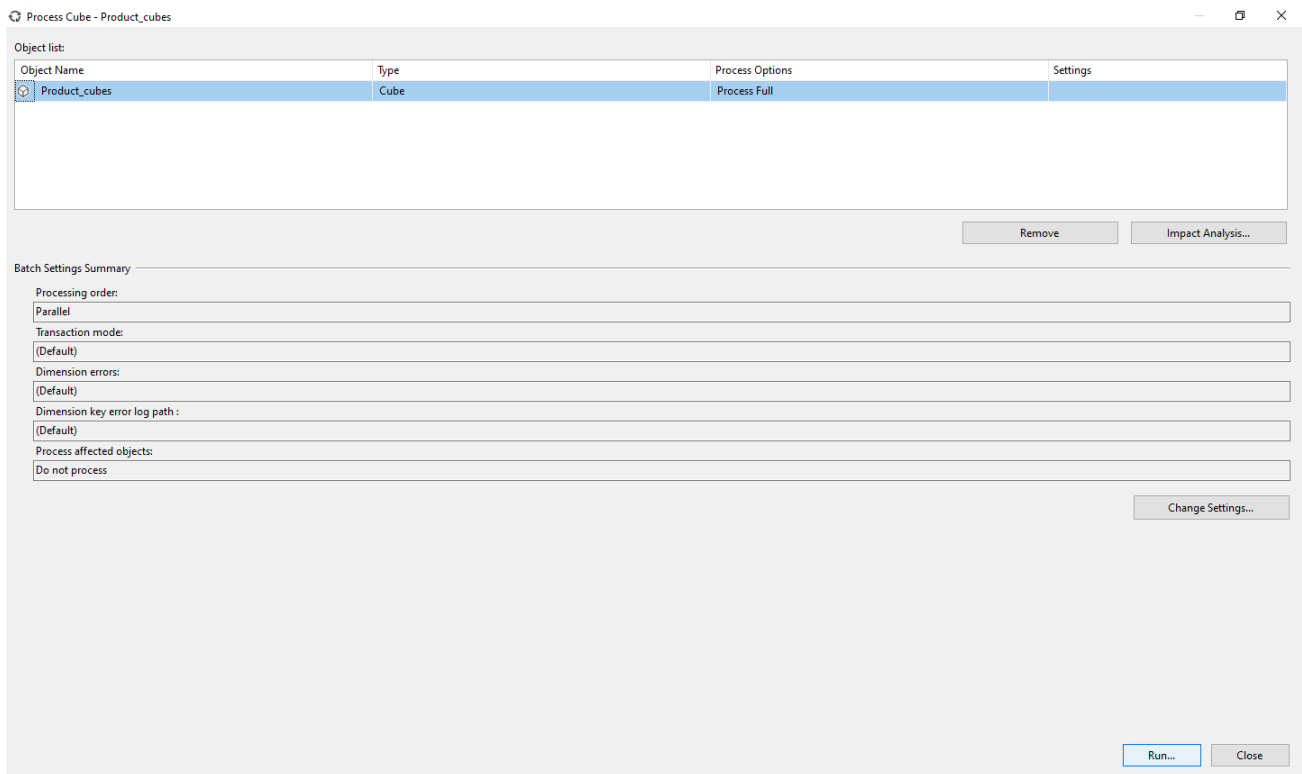 Process Cube - Product_cubes
Object list:
Object Name Type Process Options Settings
Product_cubes Cube Process Full
Remove Impact Analysis...
Batch Settings Summary
Processing order:
Parallel
Transaction mode:
(Default)
Dimension errors:
(Default)
Dimension key error log path :
(Default)
Process affected objects:
Do not process
Change Settings...
Run... Close